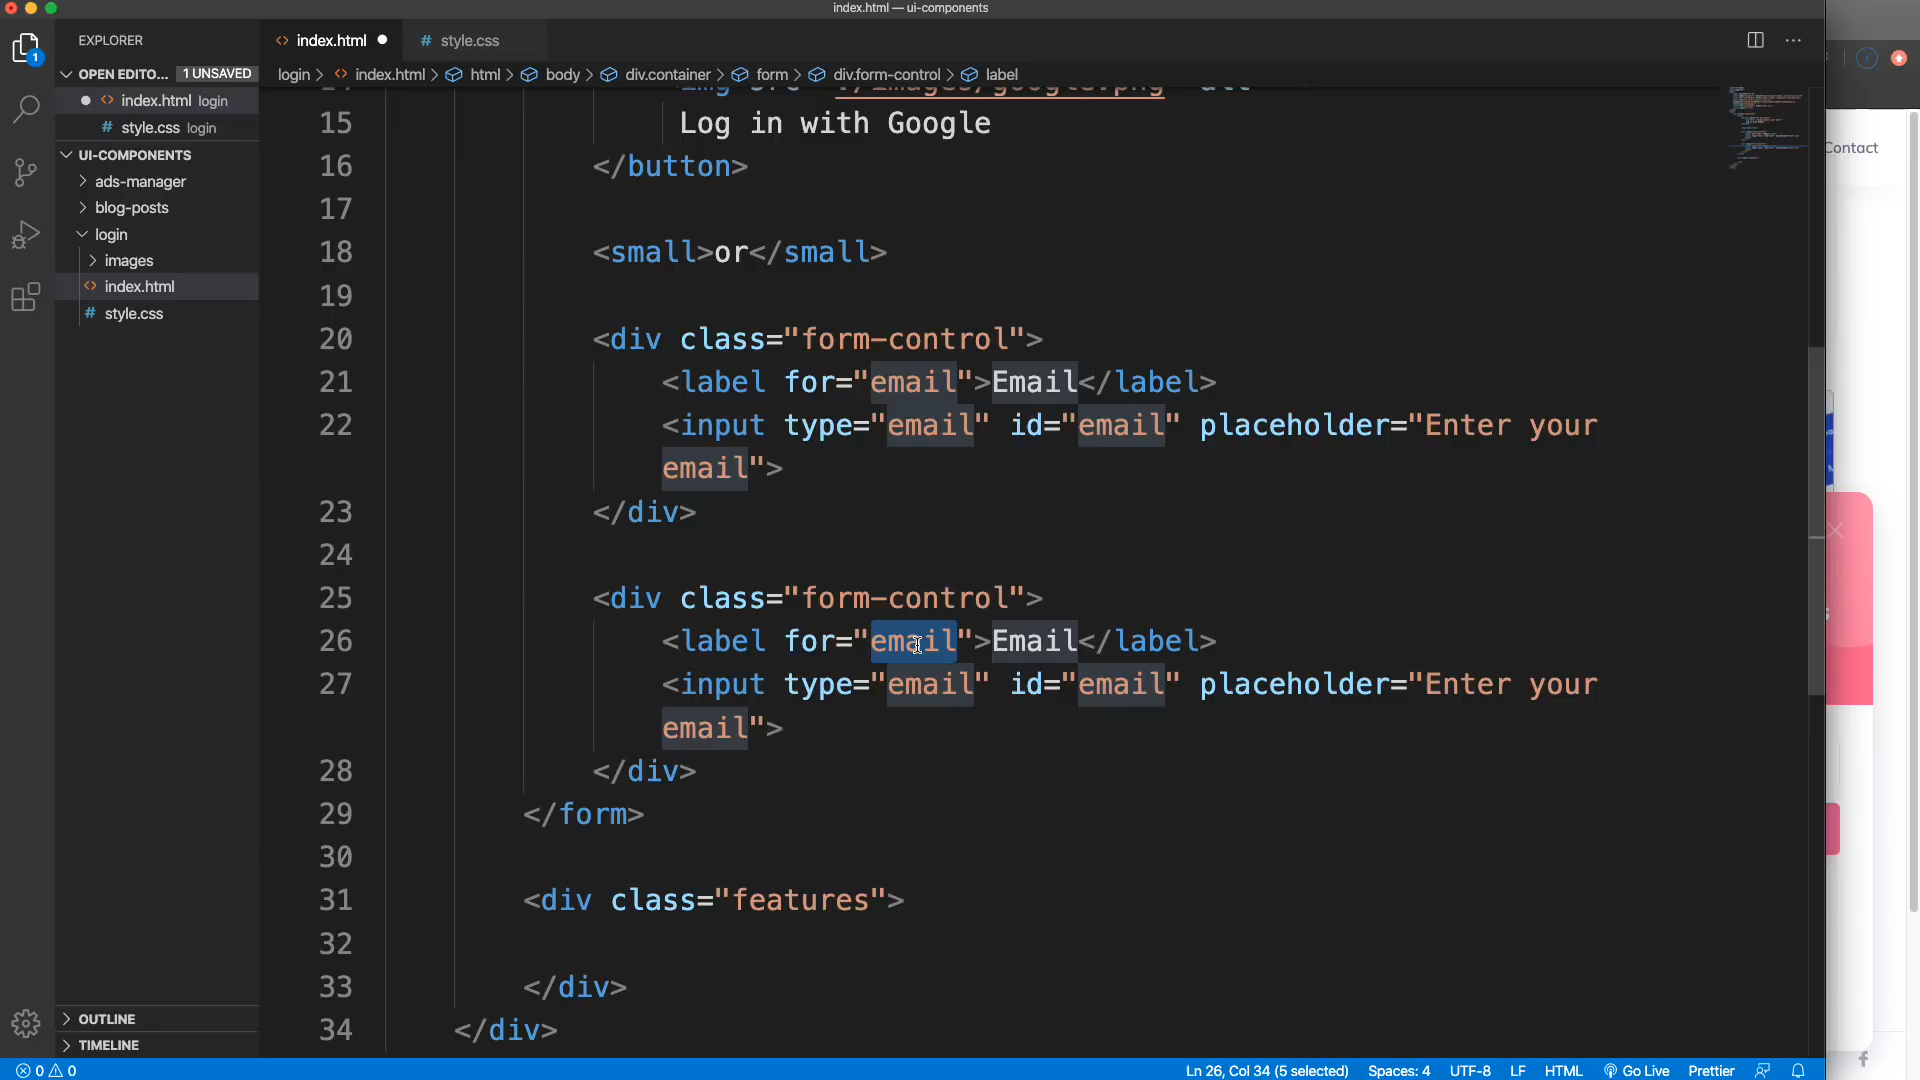 index.html — ui-components
EXPLORER
index.html
# style.css
1
OPEN EDITO... 1 UNSAVED
index.html > html > body > div.container > form > div.form-control > label
login >
index.html login
# style.css login
UI-COMPONENTS
ads-manager
blog-posts
login
images
index.html
# style.css
15 Log in with Google
16 </button>
17
18 <small>or</small>
19
20 <div class="form-control">
21 <label for="email">Email</label>
22 <input type="email" id="email" placeholder="Enter your
email">
23 </div>
24
25 <div class="form-control">
26 <label for="email">Email</label>
27 <input type="email" id="email" placeholder="Enter your
email">
28 </div>
29 </form>
30
31 <div class="features">
32
33 </div>
34 </div>
Contact
OUTLINE
TIMELINE
0 0
Ln 26, Col 34 (5 selected) Spaces: 4 UTF-8 LF HTML Go Live Prettier